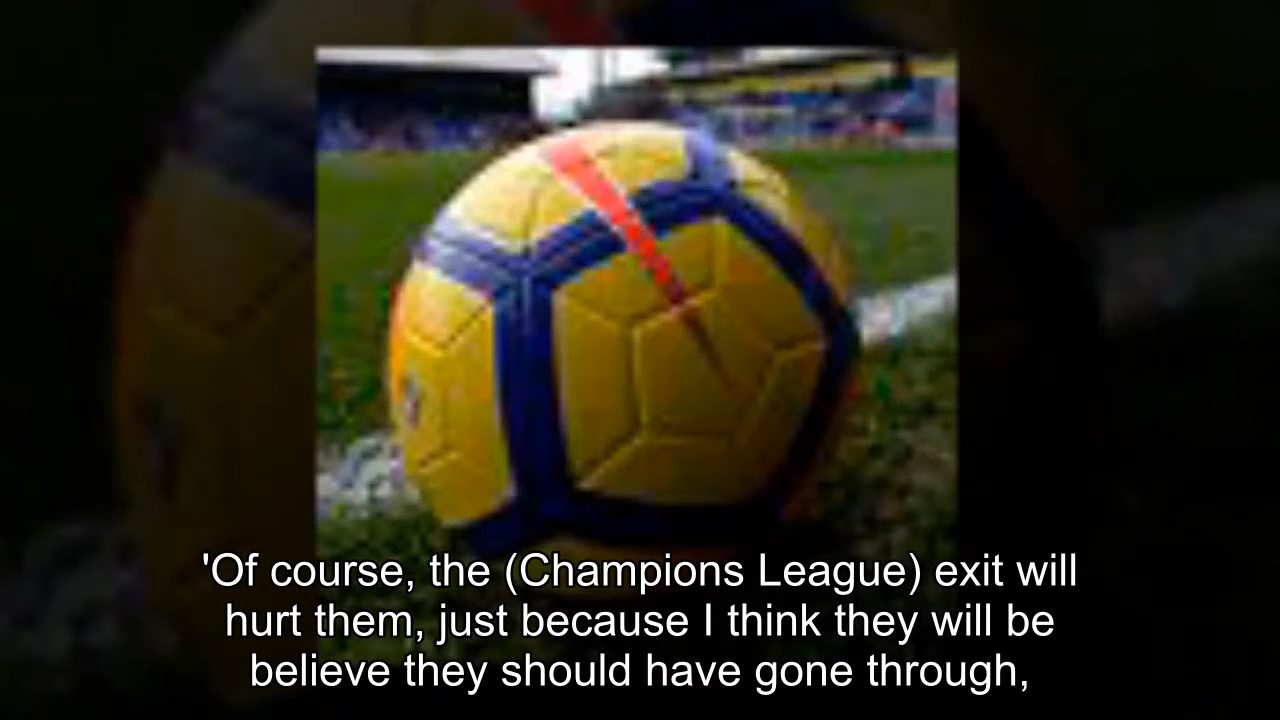 'Of course, the (Champions League) exit will
hurt them, just because I think they will be
believe they should have gone through,